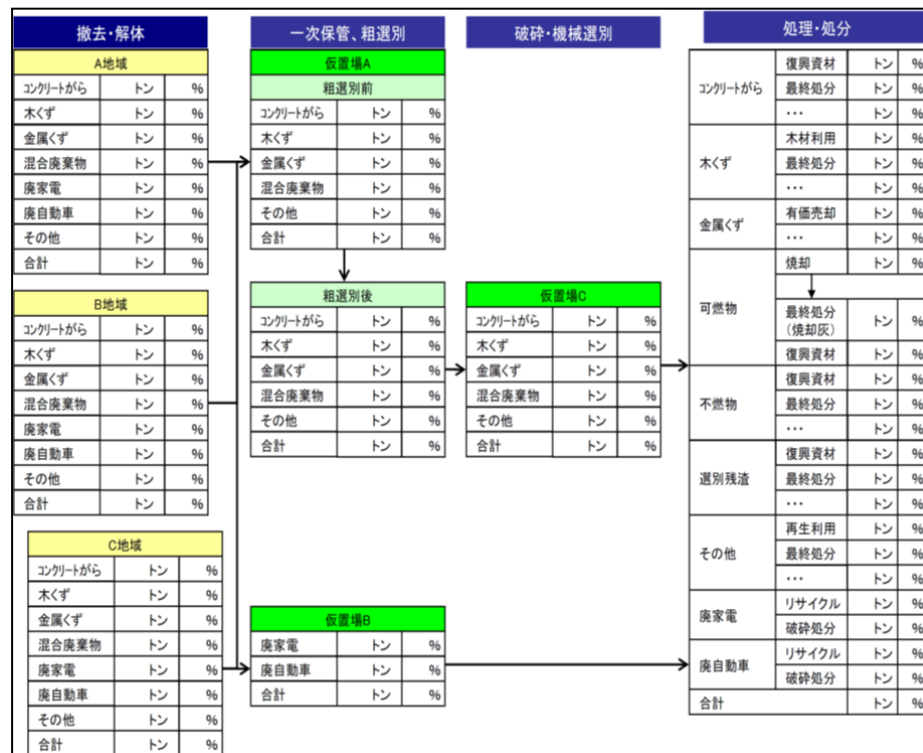 撤去・解体
A地域
コンクリートがら トン %
木くず トン %
金属くず トン %
混合廃棄物 トン %
廃家電 トン %
廃自動車 トン %
その他 トン %
合計 トン %
B地域
コンクリートがら トン %
木くず トン %
金属くず トン %
混合廃棄物 トン %
廃家電 トン %
廃自動車 トン %
その他 トン %
合計 トン %
C地域
コンクリートがら トン %
木くず トン %
金属くず トン %
混合廃棄物 トン %
廃家電 トン %
廃自動車 トン %
その他 トン %
合計 トン %
一次保管、粗選別
仮置場A
粗選別前
コンクリートがら トン %
木くず トン %
金属くず トン %
混合廃棄物 トン %
その他 トン %
合計 トン %
粗選別後
コンクリートがら トン %
木くず トン %
金属くず トン %
混合廃棄物 トン %
その他 トン %
合計 トン %
仮置場B
廃家電 トン %
廃自動車 トン %
合計 トン %
破砕・機械選別
仮置場C
コンクリートがら トン %
木くず トン %
金属くず トン %
混合廃棄物 トン %
その他 トン %
合計 トン %
処理・処分
コンクリートがら
復興資材 トン %
最終処分 トン %
・・・ トン %
木くず
木材利用 トン %
最終処分 トン %
・・・ トン %
金属くず
有価売却 トン %
・・・ トン %
可燃物
焼却 トン %
最終処分
(焼却灰) トン %
復興資材 トン %
不燃物
復興資材 トン %
最終処分 トン %
・・・ トン %
選別残渣
復興資材 トン %
最終処分 トン %
・・・ トン %
その他
再生利用 トン %
最終処分 トン %
・・・ トン %
廃家電
リサイクル トン %
破砕処分 トン %
廃自動車
リサイクル トン %
破砕処分 トン %
合計 トン %